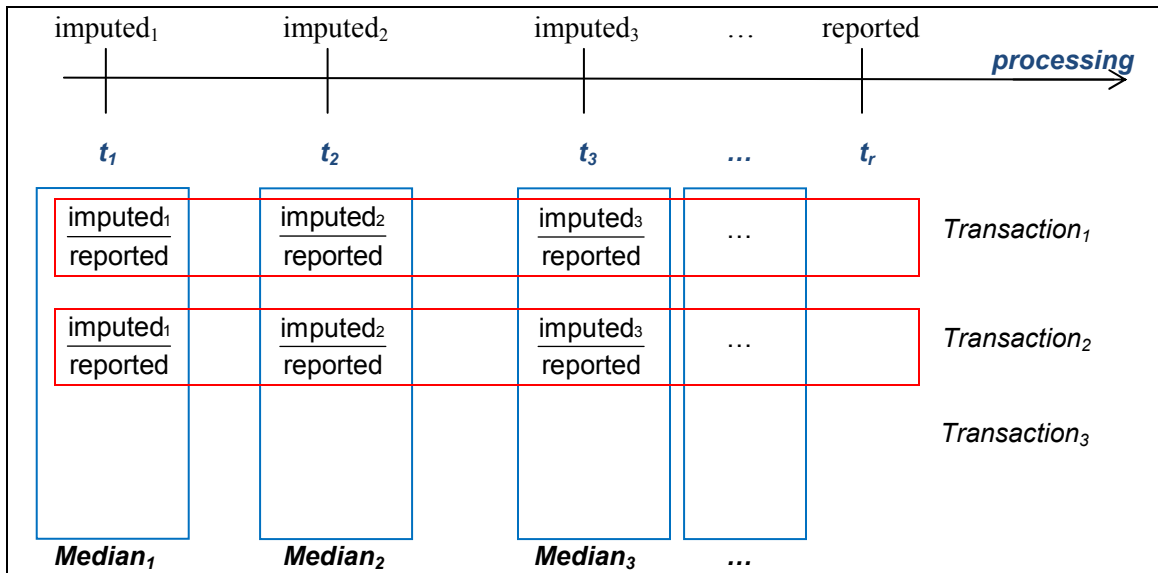 imputed₁ imputed₂ imputed₃ … reported
processing
t₁ t₂ t₃ … tᵣ
imputed₁ imputed₂ imputed₃
… Transaction₁
reported reported reported
imputed₁ imputed₂ imputed₃
… Transaction₂
reported reported reported
Transaction₃
Median₁ Median₂ Median₃ …